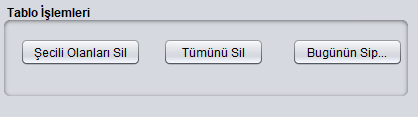 Tablo İşlemleri
Şecili Olanları Sil
Tümünü Sil
Bugünün Sip...